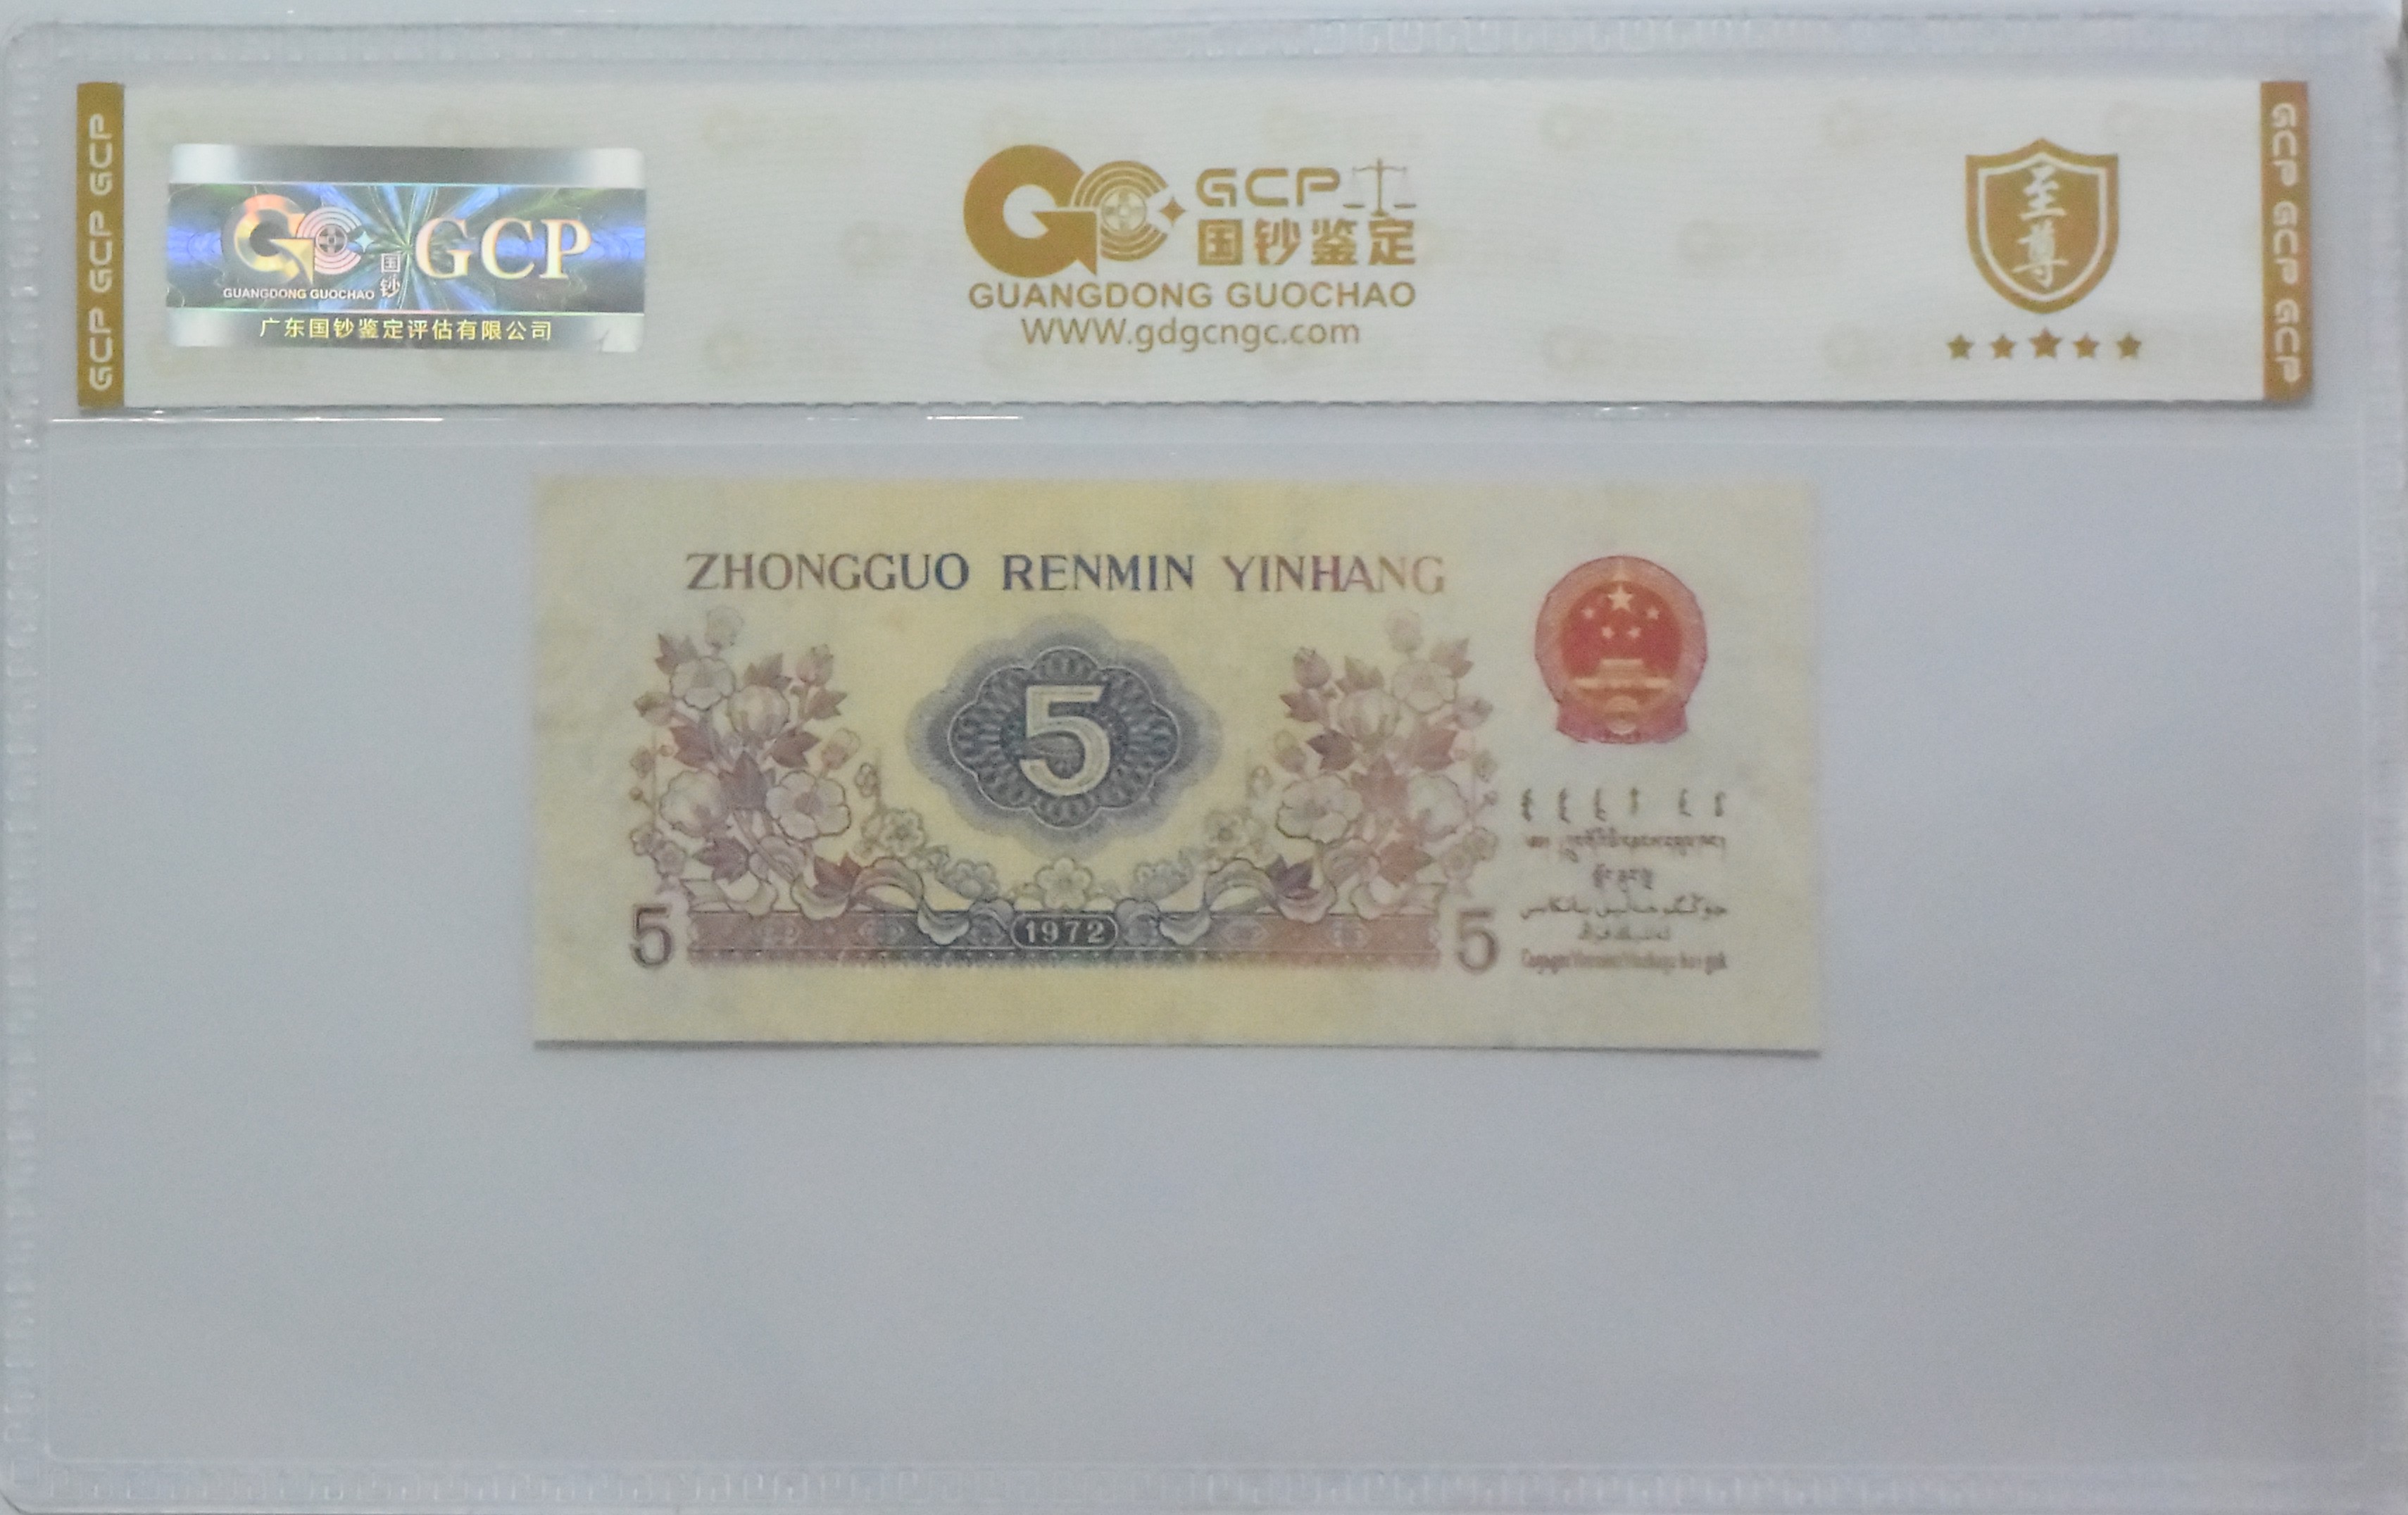 GCP GCP GCP
GCP
国钞
GUANGDONG GUOCHAO
广东国钞鉴定评估有限公司
GCP
国钞鉴定
GUANGDONG GUOCHAO
WWW.gdgcngc.com
至尊
GCP GCP GCP
ZHONGGUO RENMIN YINHANG
5
1972
5
5